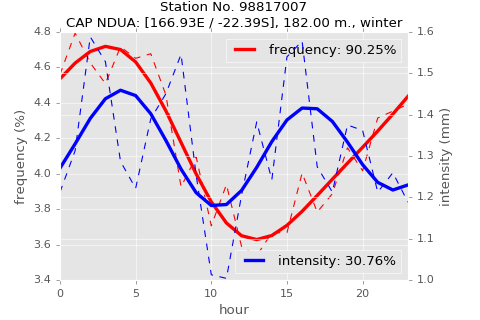 Station No. 98817007
CAP NDUA: [166.93E / -22.39S], 182.00 m., winter
4.8
4.6
4.4
4.2
4.0
3.8
3.6
3.4
frequency (%)
1.6
1.5
1.4
1.3
1.2
1.1
1.0
intensity (mm)
frequency: 90.25%
intensity: 30.76%
0
5
10
15
20
hour